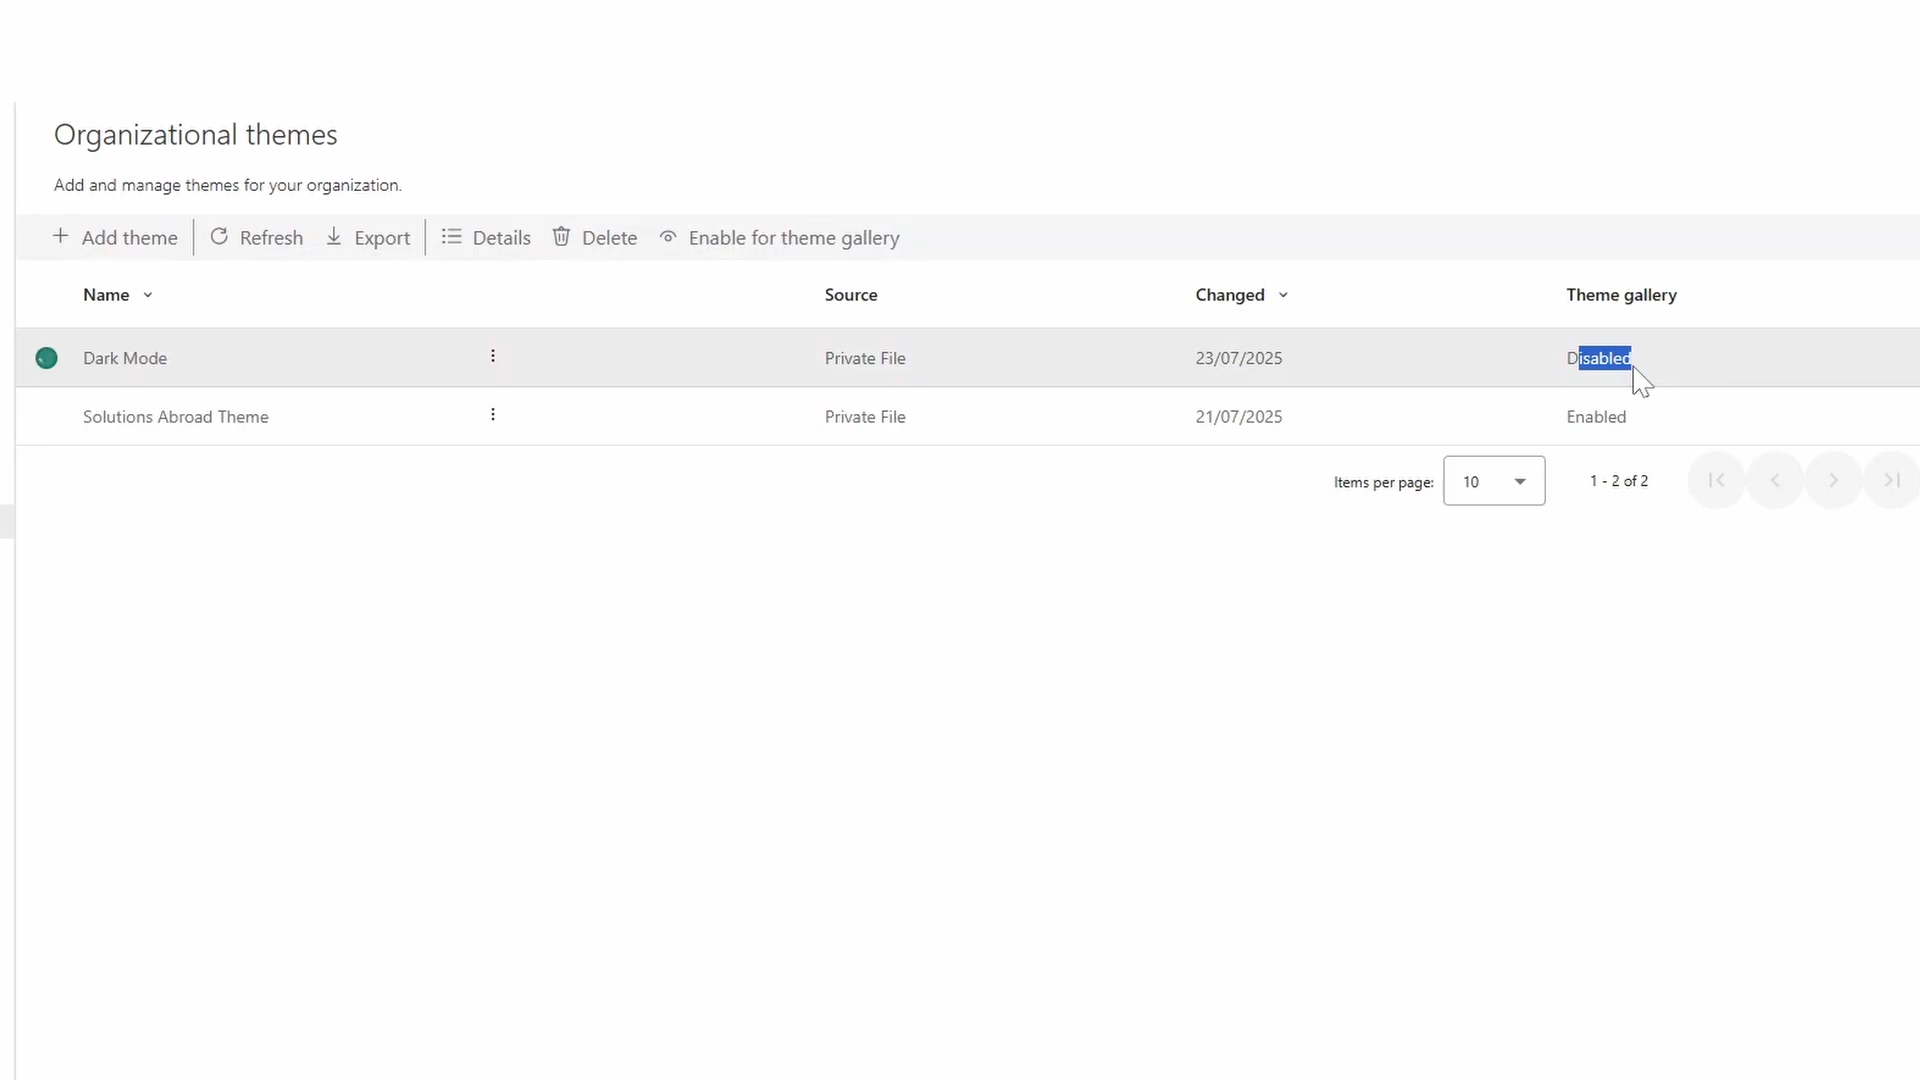 Organizational themes
Add and manage themes for your organization.
Add theme Refresh Export Details Delete Enable for theme gallery
Name Source Changed Theme gallery
Dark Mode Private File 23/07/2025 Disabled
Solutions Abroad Theme Private File 21/07/2025 Enabled
Items per page: 10 1 - 2 of 2